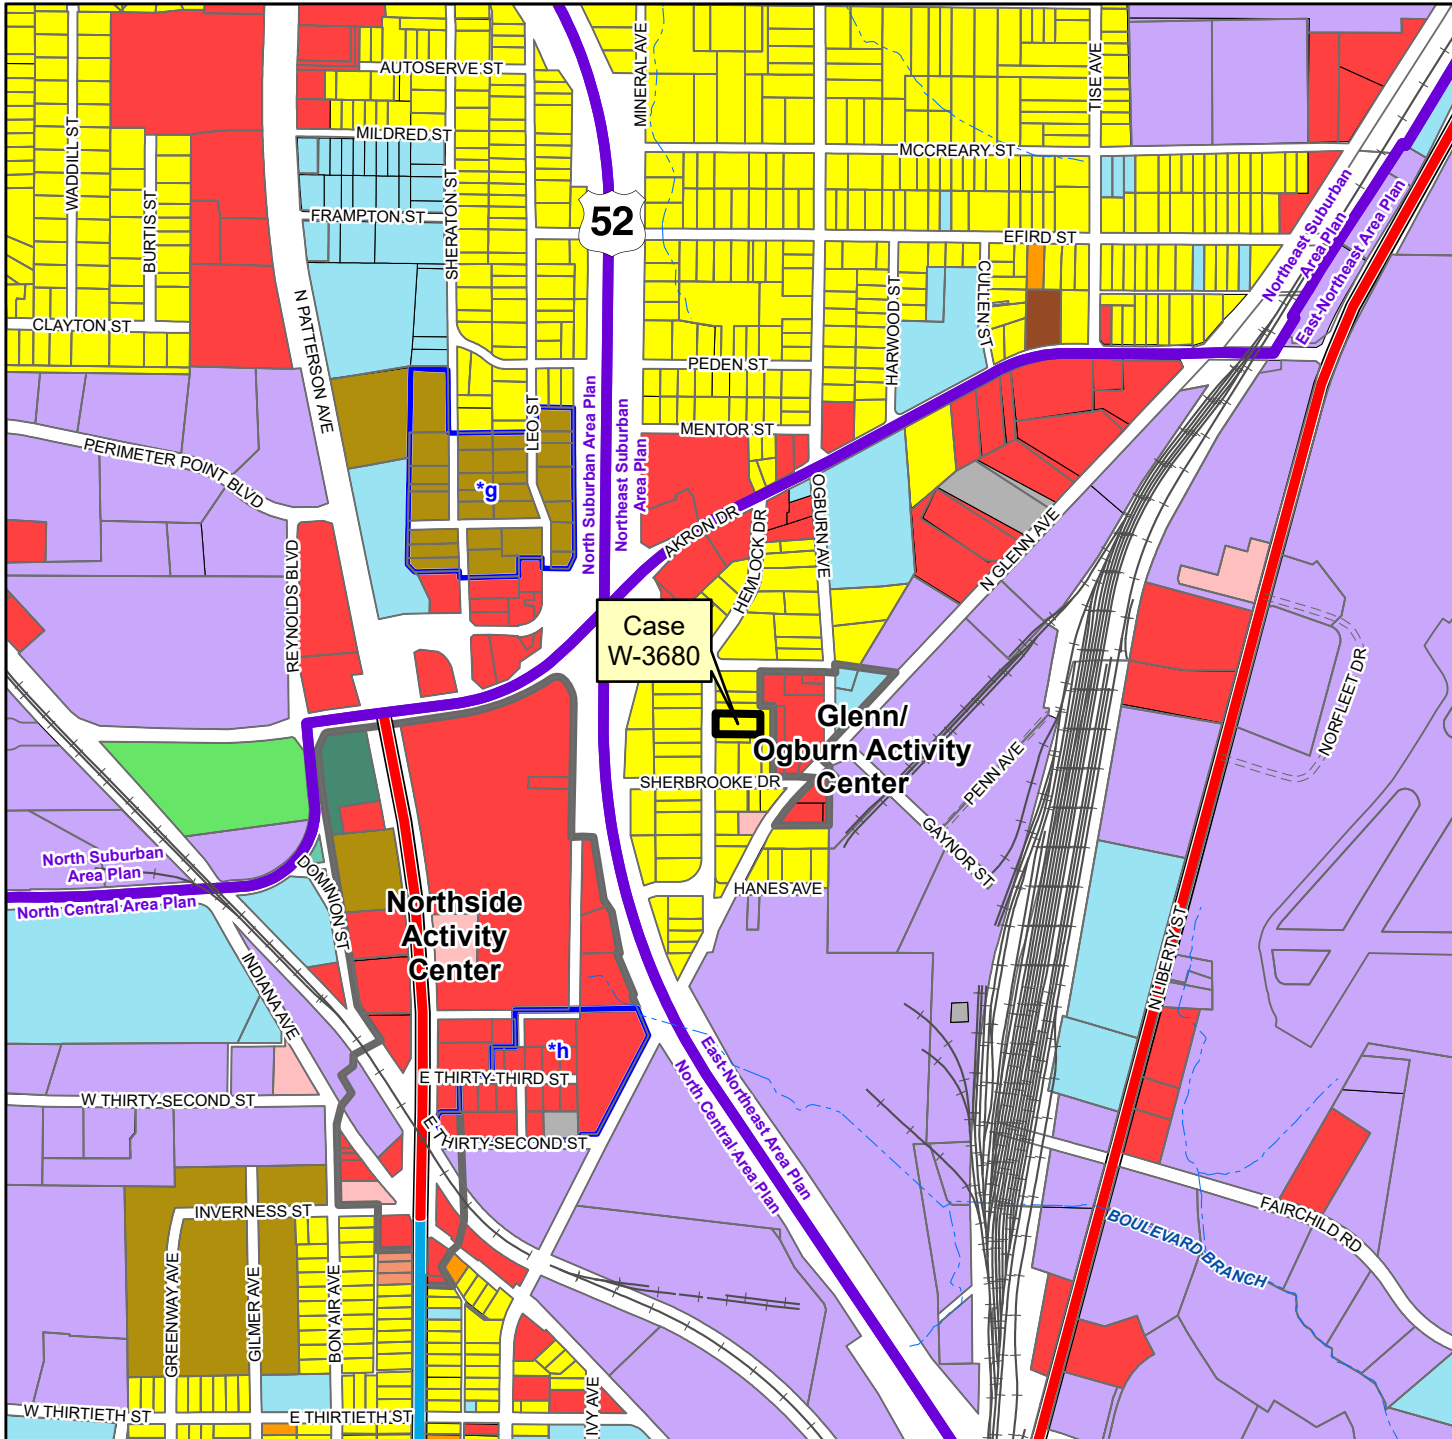 AUTOSERVE ST
MINERAL AVE
TISE AVE
MILDRED ST
MCCREARY ST
WADDILL ST
BURTIS ST
FRAMPTON ST
SHERATON ST
52
EFIRD ST
Northeast Suburban
Area Plan
East-Northeast Area Plan
CLAYTON ST
N PATTERSON AVE
HARWOOD ST
CULLEN ST
PEDEN ST
LEO ST
MENTOR ST
North Suburban Area Plan
Northeast Suburban
Area Plan
PERIMETER POINT BLVD
*g
AKRON DR
HEMLOCK DR
OGBURN AVE
N GLENN AVE
REYNOLDS BLVD
Case
W-3680
NORFLEET DR
Glenn/
Ogburn Activity
Center
SHERBROOKE DR
PENN AVE
GAYNOR ST
HANES AVE
North Suburban
Area Plan
North Central Area Plan
DOMINION ST
Northside
Activity
Center
INDIANA AVE
N LIBERTY ST
*h
E THIRTY-THIRD ST
E THIRTY-SECOND ST
W THIRTY-SECOND ST
East-Northeast Area Plan
North Central Area Plan
INVERNESS ST
GREENWAY AVE
GILMER AVE
BON AIR AVE
FAIRCHILD RD
BOULEVARD BRANCH
W THIRTIETH ST
E THIRTIETH ST
IVY AVE